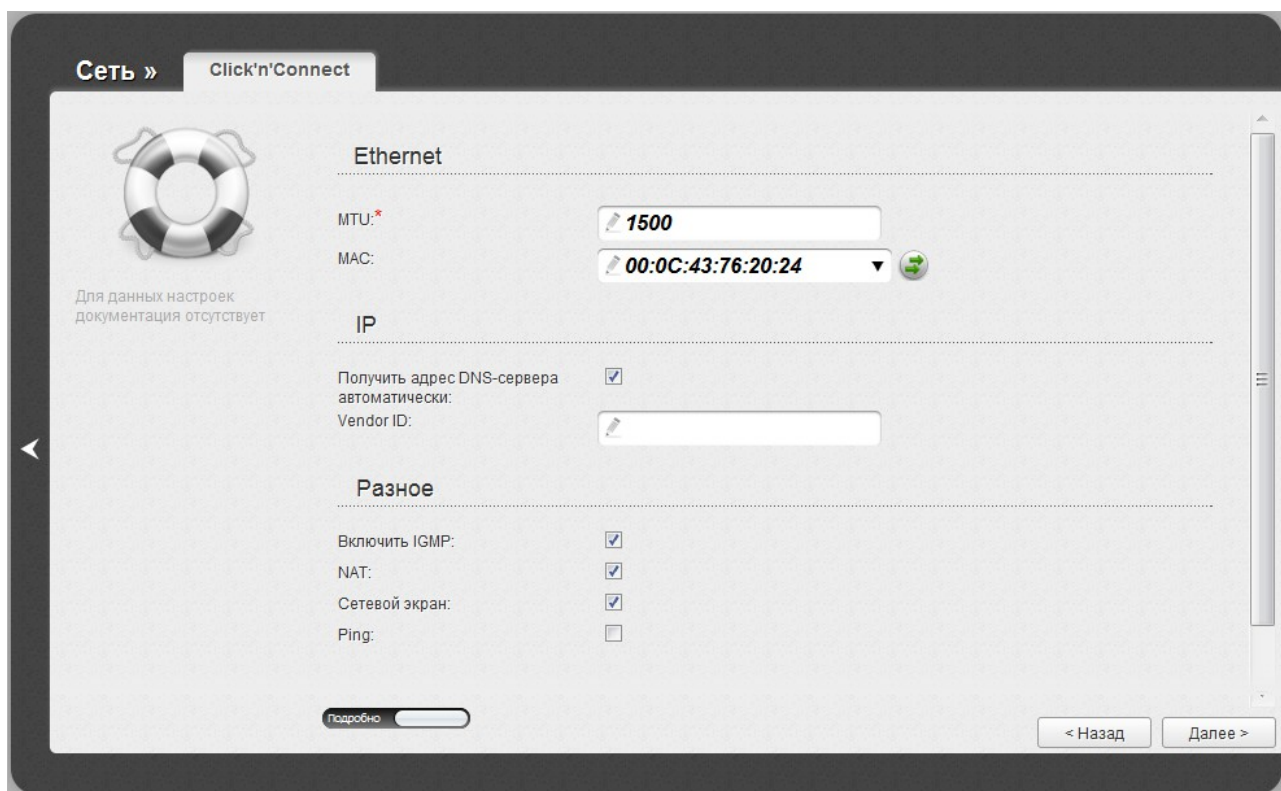 Сеть »
Click'n'Connect
Для данных настроек
документация отсутствует
Ethernet
MTU:*
1500
MAC:
00:0C:43:76:20:24
IP
Получить адрес DNS-сервера
автоматически:
Vendor ID:
Разное
Включить IGMP:
NAT:
Сетевой экран:
Ping:
Подробно
< Назад
Далее >